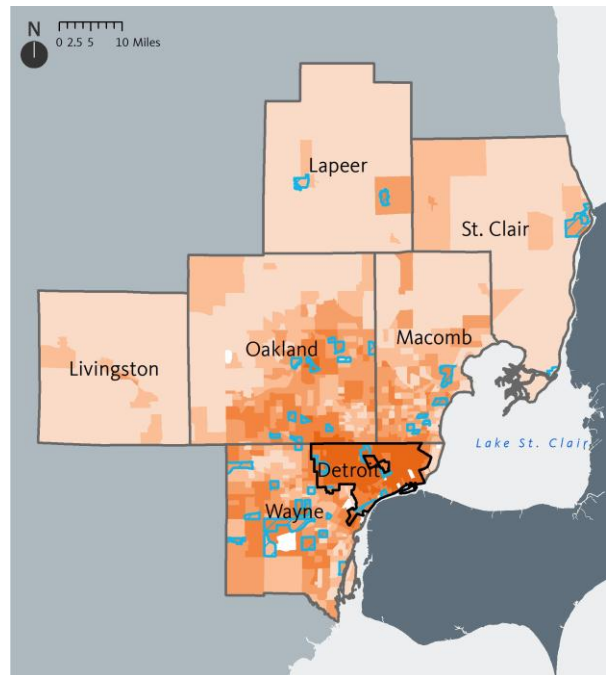 N
0 2.5 5 10 Miles
Lapeer
St. Clair
Macomb
Oakland
Livingston
Lake St. Clair
Detroit
Wayne